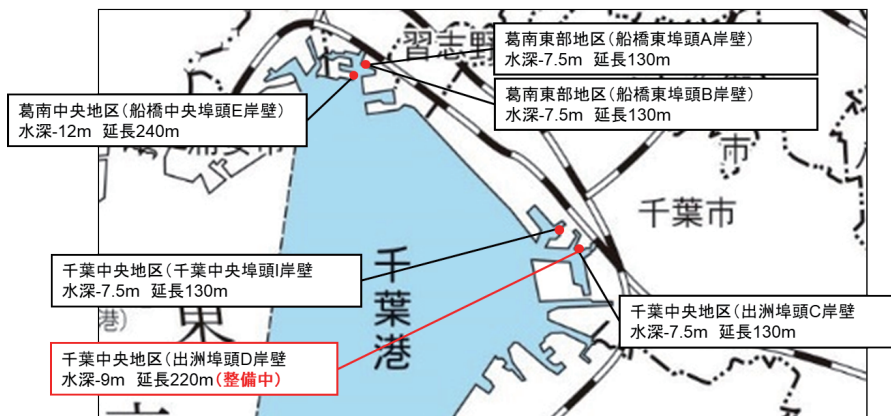 葛南東部地区(船橋東埠頭A岸壁)
水深-7.5m 延長130m
習志野
葛南東部地区(船橋東埠頭B岸壁)
水深-7.5m 延長130m
葛南中央地区(船橋中央埠頭E岸壁)
水深-12m 延長240m
市
千葉市
千葉港
千葉中央地区(千葉中央埠頭I岸壁
水深-7.5m 延長130m
千葉中央地区(出洲埠頭C岸壁
水深-7.5m 延長130m
港)
東
千葉中央地区(出洲埠頭D岸壁
水深-9m 延長220m(整備中)